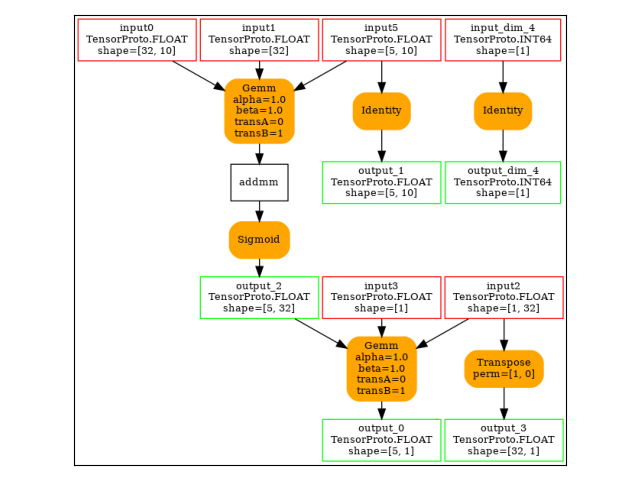 input0
TensorProto.FLOAT
shape=[32, 10]
input1
TensorProto.FLOAT
shape=[32]
input5
TensorProto.FLOAT
shape=[5, 10]
input_dim_4
TensorProto.INT64
shape=[1]
Gemm
alpha=1.0
beta=1.0
transA=0
transB=1
Identity
Identity
addmm
output_1
TensorProto.FLOAT
shape=[5, 10]
output_dim_4
TensorProto.INT64
shape=[1]
Sigmoid
output_2
TensorProto.FLOAT
shape=[5, 32]
input3
TensorProto.FLOAT
shape=[1]
input2
TensorProto.FLOAT
shape=[1, 32]
Gemm
alpha=1.0
beta=1.0
transA=0
transB=1
Transpose
perm=[1, 0]
output_0
TensorProto.FLOAT
shape=[5, 1]
output_3
TensorProto.FLOAT
shape=[32, 1]